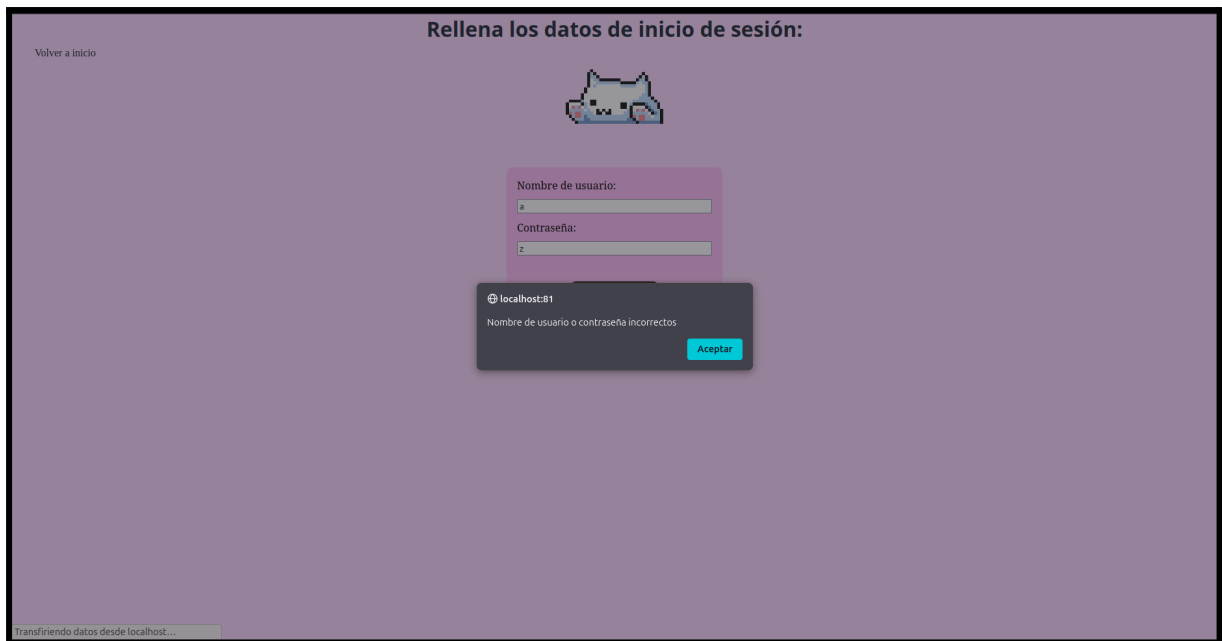 Rellena los datos de inicio de sesión:
Volver a inicio
Nombre de usuario:
a
Contraseña:
z
localhost:81
Nombre de usuario o contraseña incorrectos
Aceptar
Transfiriendo datos desde localhost...